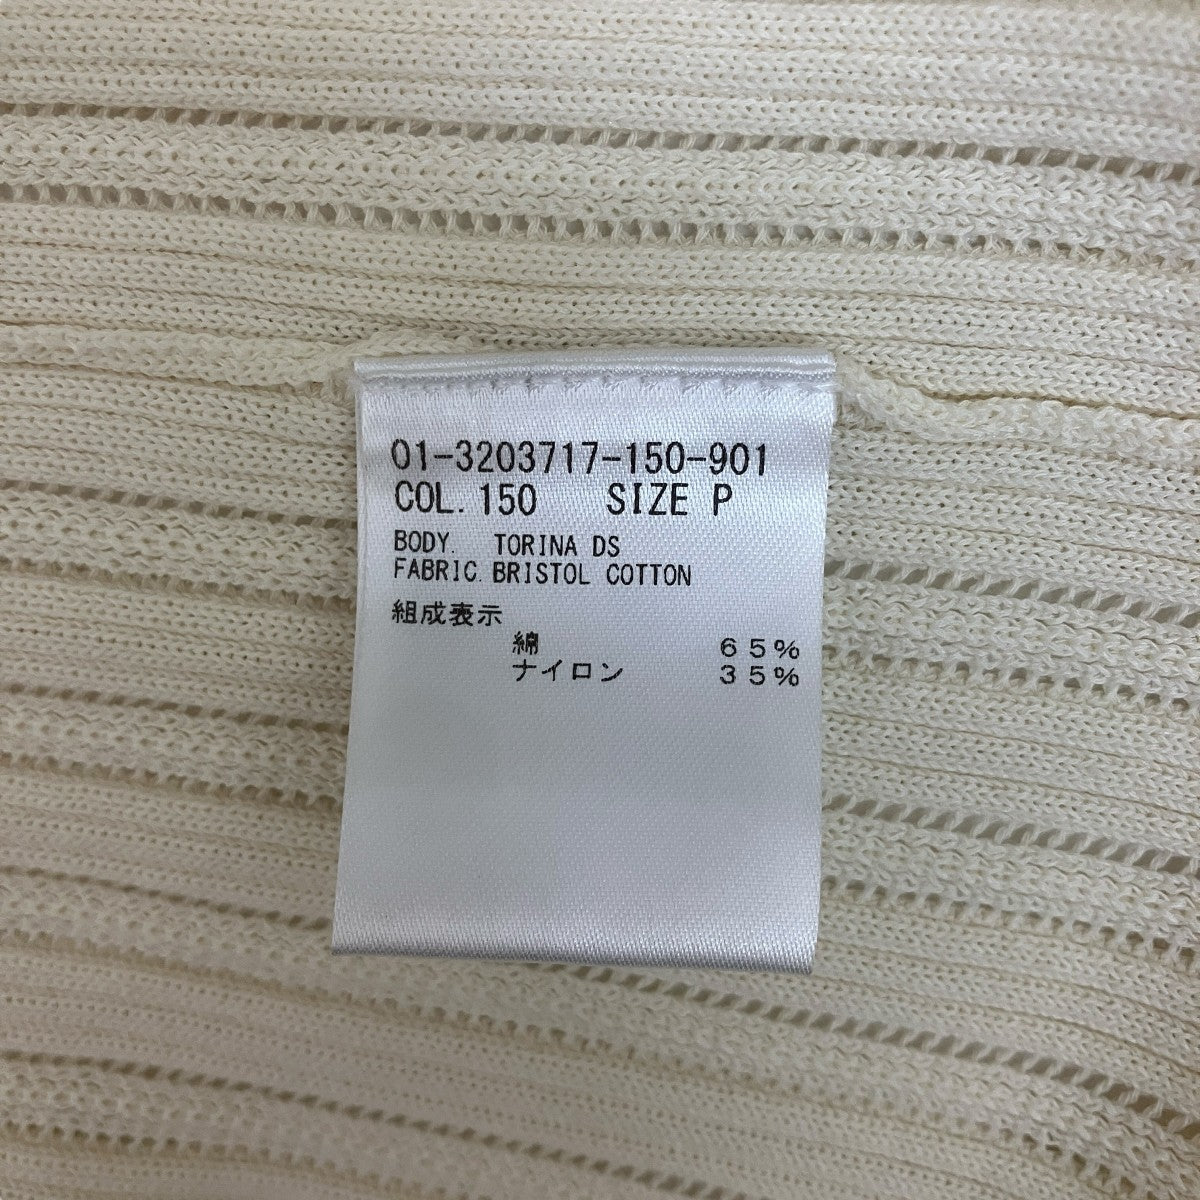 01-3203717-150-901
COL. 150 SIZE P
BODY. TORINA DS
FABRIC. BRISTOL COTTON
組成表示
綿 65%
ナイロン 35%